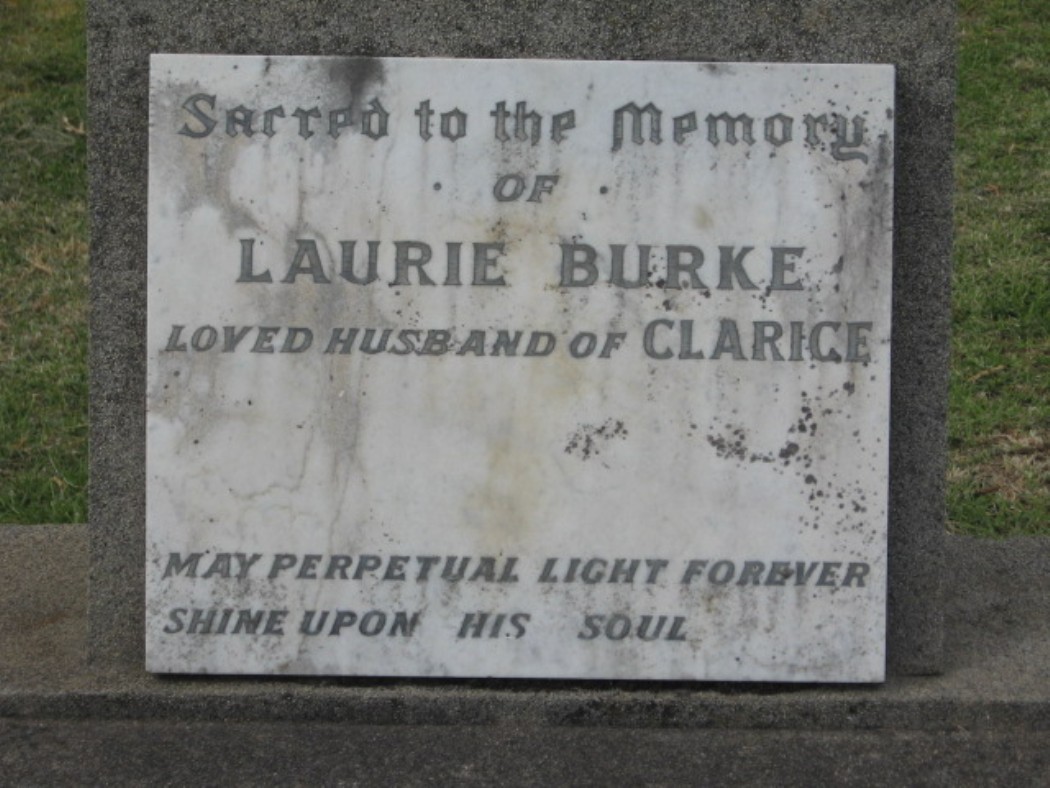 Sacred to the Memory
· OF ·
LAURIE BURKE
LOVED HUSBAND OF CLARICE
MAY PERPETUAL LIGHT FOREVER
SHINE UPON HIS SOUL